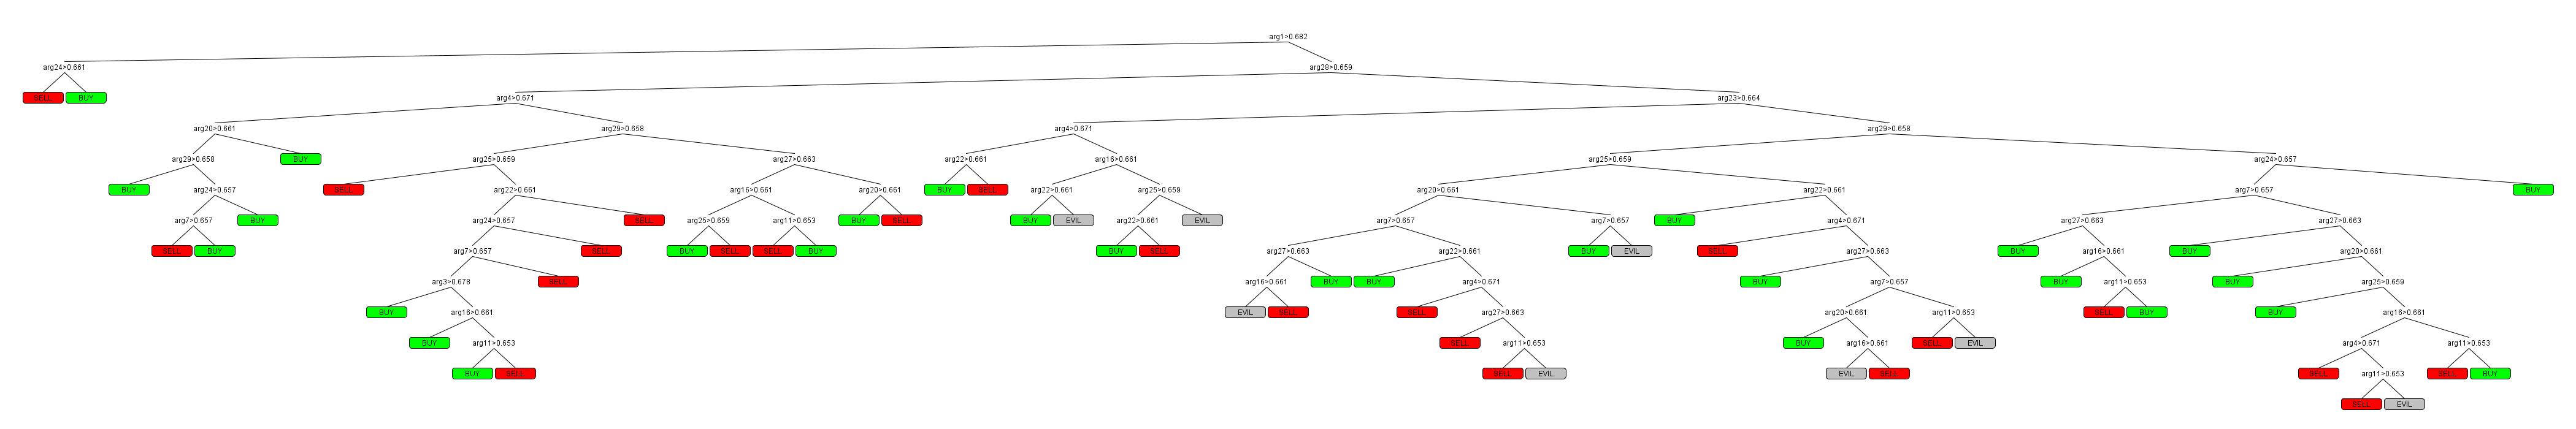 arg1>0.682
arg24>0.661 arg28>0.659
SELL BUY arg4>0.671 arg23>0.664
arg20>0.661 arg29>0.658 arg4>0.671 arg29>0.658
arg29>0.658 BUY arg25>0.659 arg27>0.663 arg22>0.661 arg16>0.661 arg25>0.659 arg24>0.657
BUY arg24>0.657 SELL arg22>0.661 arg16>0.661 arg20>0.661 BUY SELL arg22>0.661 arg25>0.659 arg20>0.661 arg22>0.661 arg7>0.657 BUY
arg7>0.657 BUY arg24>0.657 SELL arg25>0.659 arg11>0.653 BUY SELL BUY EVIL arg22>0.661 EVIL arg7>0.657 arg7>0.657 BUY arg4>0.671 arg27>0.663 arg27>0.663
SELL BUY arg7>0.657 SELL BUY SELL SELL BUY BUY SELL arg27>0.663 arg22>0.661 BUY EVIL SELL arg27>0.663 BUY arg16>0.661 BUY arg20>0.661
arg3>0.678 SELL arg16>0.661 BUY BUY arg4>0.671 BUY arg7>0.657 BUY arg11>0.653 BUY arg25>0.659
BUY arg16>0.661 EVIL SELL SELL arg27>0.663 arg20>0.661 arg11>0.653 SELL BUY BUY arg16>0.661
BUY arg11>0.653 SELL arg11>0.653 BUY arg16>0.661 SELL EVIL arg4>0.671 arg11>0.653
BUY SELL SELL EVIL EVIL SELL SELL arg11>0.653 SELL BUY
SELL EVIL